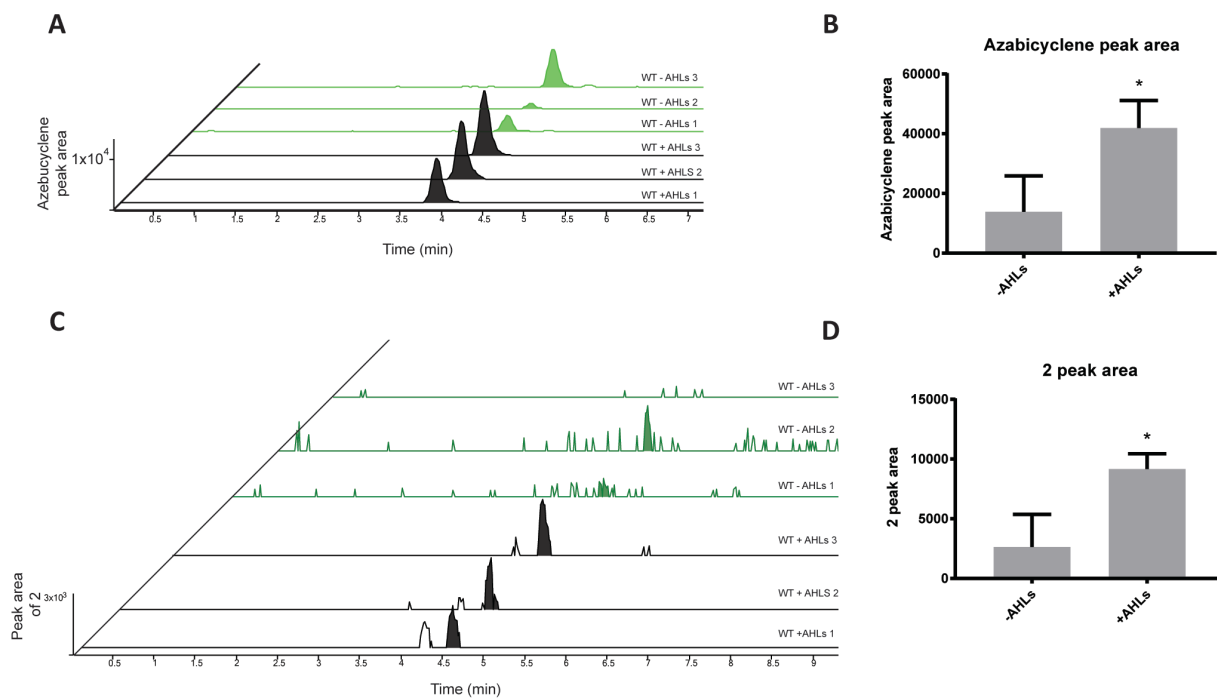 A
WT - AHLs 3
WT - AHLs 2
WT - AHLs 1
WT + AHLs 3
WT + AHLS 2
WT +AHLs 1
Azebucyclene
peak area
1x10⁴
0.5 1 1.5 2 2.5 3 3.5 4 4.5 5 5.5 6 6.5 7
Time (min)
B
Azabicyclene peak area
Azabicyclene peak area
60000
40000
20000
0
*
-AHLs +AHLs
C
WT - AHLs 3
WT - AHLs 2
WT - AHLs 1
WT + AHLs 3
WT + AHLS 2
WT +AHLs 1
Peak area
of 2
3x10³
0.5 1 1.5 2 2.5 3 3.5 4 4.5 5 5.5 6 6.5 7 7.5 8 8.5 9
Time (min)
D
2 peak area
2 peak area
15000
10000
5000
0
*
-AHLs +AHLs